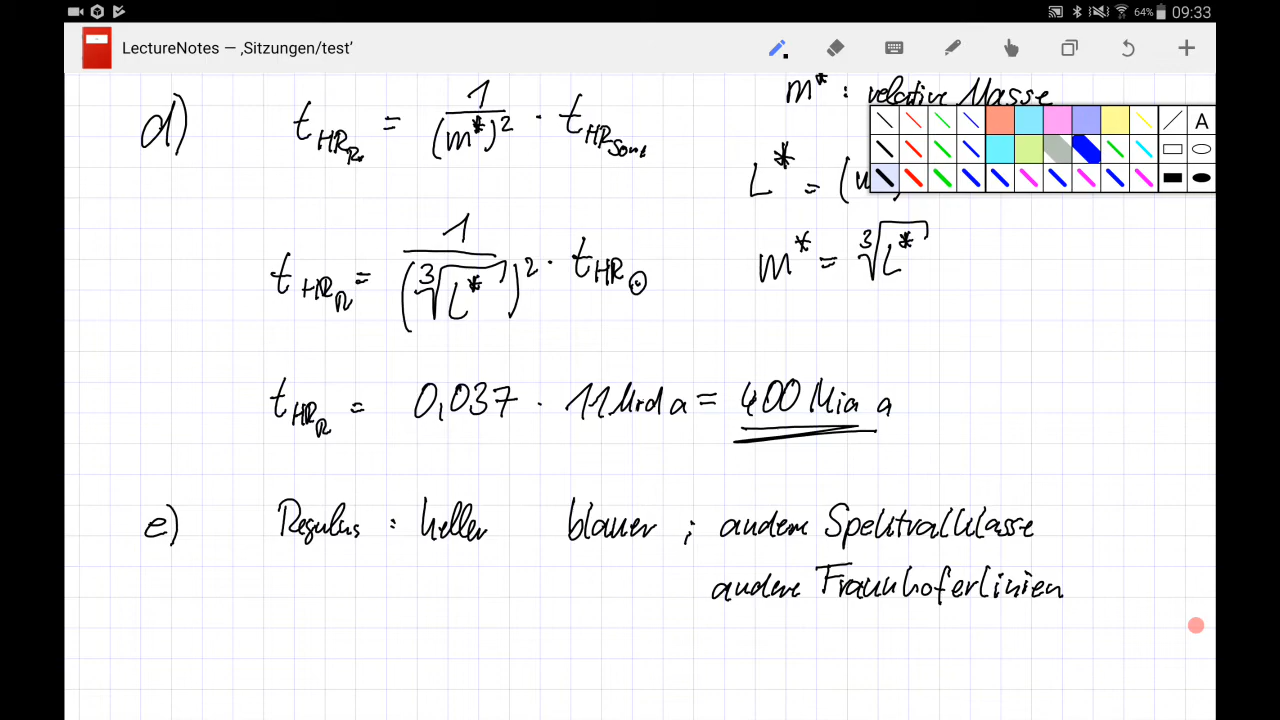 64% 09:33
LectureNotes — ‚Sitzungen/test’
m* : relative Masse
A
d) t_HR_R = 1/(m*)² · t_HR_Sonne
L* = (
t_HR_R = 1/(∛L*)² · t_HR_⊙
m* = ∛L*
t_HR_R = 0,037 · 11 Mrd a = 400 Mia a
e) Regulus : heller blauer ; andere Spektralklasse
andere Fraunhoferlinien